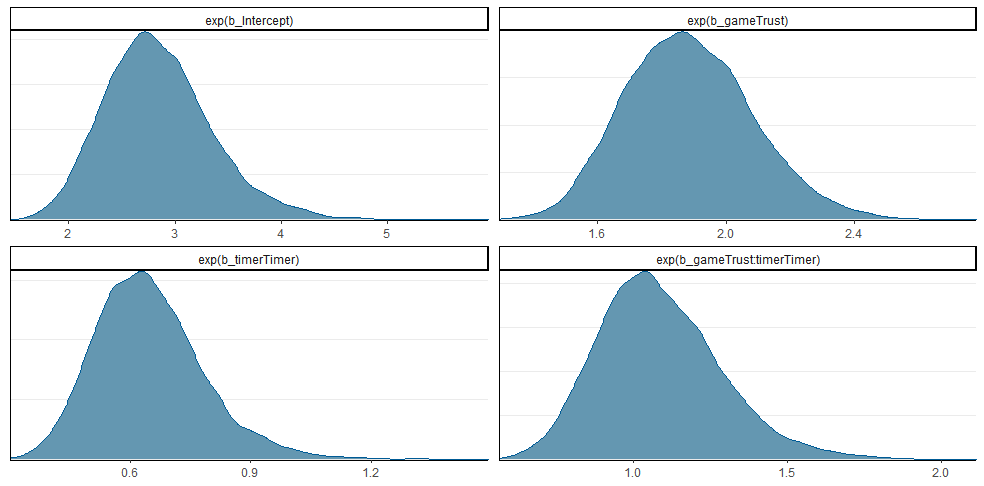 exp(b_Intercept)
exp(b_gameTrust)
2 3 4 5
1.6 2.0 2.4
exp(b_timerTimer)
exp(b_gameTrust:timerTimer)
0.6 0.9 1.2
1.0 1.5 2.0